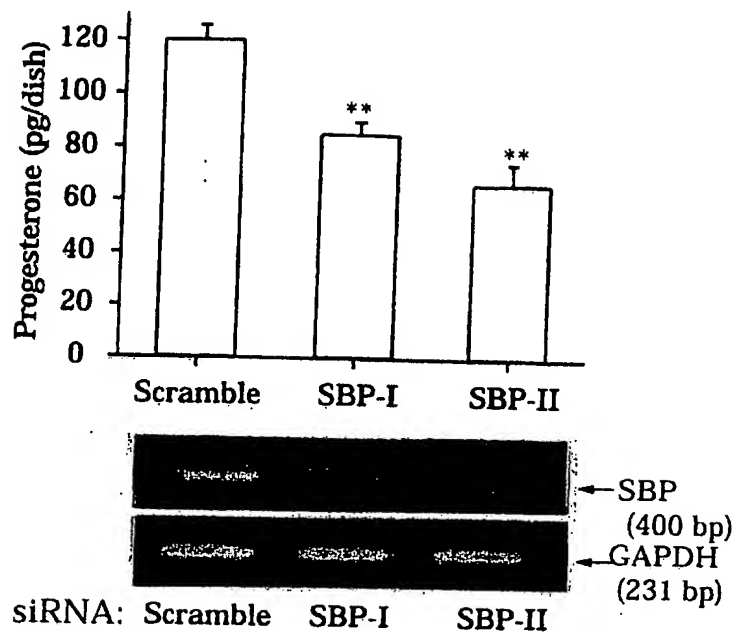 Progesterone (pg/dish)
120
100
80
60
40
20
0
**
**
Scramble SBP-I SBP-II
SBP
(400 bp)
GAPDH
(231 bp)
siRNA: Scramble SBP-I SBP-II